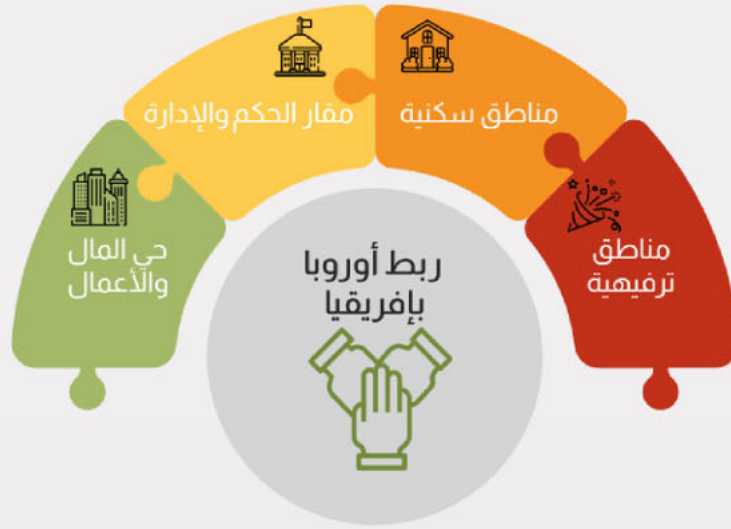 مناطق
ترفيهية
مناطق سكنية
مقار الحكم والإدارة
حي المال
والأعمال
ربط أوروبا
بإفريقيا